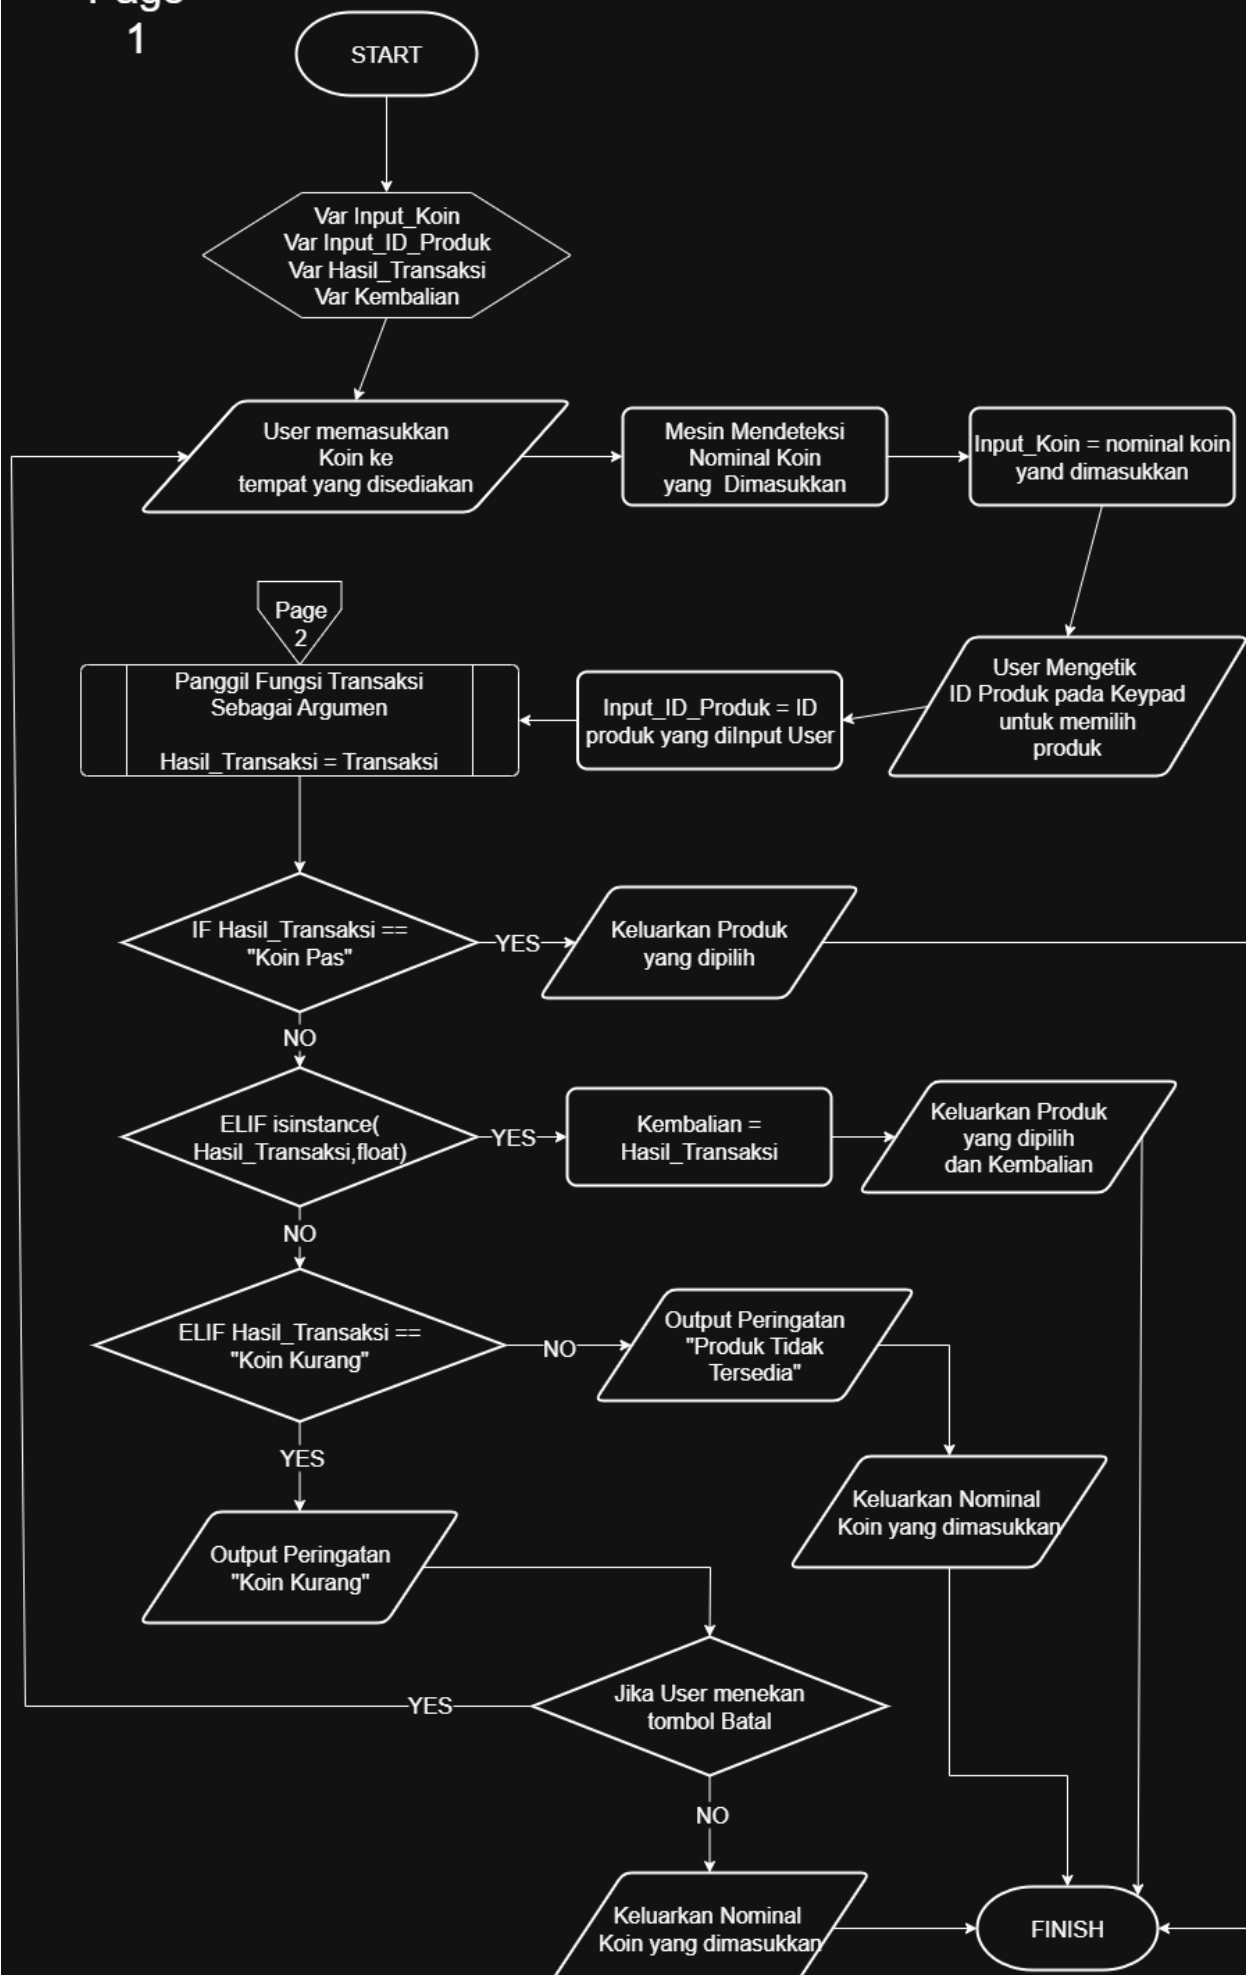 Page
1
START
Var Input_Koin
Var Input_ID_Produk
Var Hasil_Transaksi
Var Kembalian
User memasukkan
Koin ke
tempat yang disediakan
Mesin Mendeteksi
Nominal Koin
yang Dimasukkan
Input_Koin = nominal koin
yand dimasukkan
User Mengetik
ID Produk pada Keypad
untuk memilih
produk
Input_ID_Produk = ID
produk yang diInput User
Page
2
Panggil Fungsi Transaksi
Sebagai Argumen
Hasil_Transaksi = Transaksi
IF Hasil_Transaksi ==
"Koin Pas"
YES
Keluarkan Produk
yang dipilih
NO
ELIF isinstance(
Hasil_Transaksi,float)
YES
Kembalian =
Hasil_Transaksi
Keluarkan Produk
yang dipilih
dan Kembalian
NO
ELIF Hasil_Transaksi ==
"Koin Kurang"
NO
Output Peringatan
"Produk Tidak
Tersedia"
YES
Keluarkan Nominal
Koin yang dimasukkan
Output Peringatan
"Koin Kurang"
Jika User menekan
tombol Batal
YES
NO
Keluarkan Nominal
Koin yang dimasukkan
FINISH